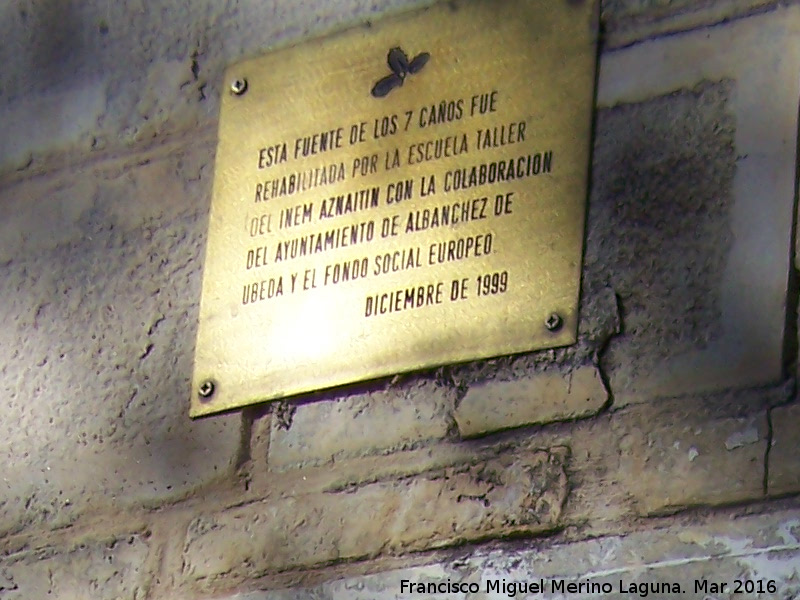 ESTA FUENTE DE LOS 7 CAÑOS FUE
REHABILITADA POR LA ESCUELA TALLER
DEL INEM AZNAITIN CON LA COLABORACION
DEL AYUNTAMIENTO DE ALBANCHEZ DE
UBEDA Y EL FONDO SOCIAL EUROPEO
DICIEMBRE DE 1999
Francisco Miguel Merino Laguna. Mar 2016